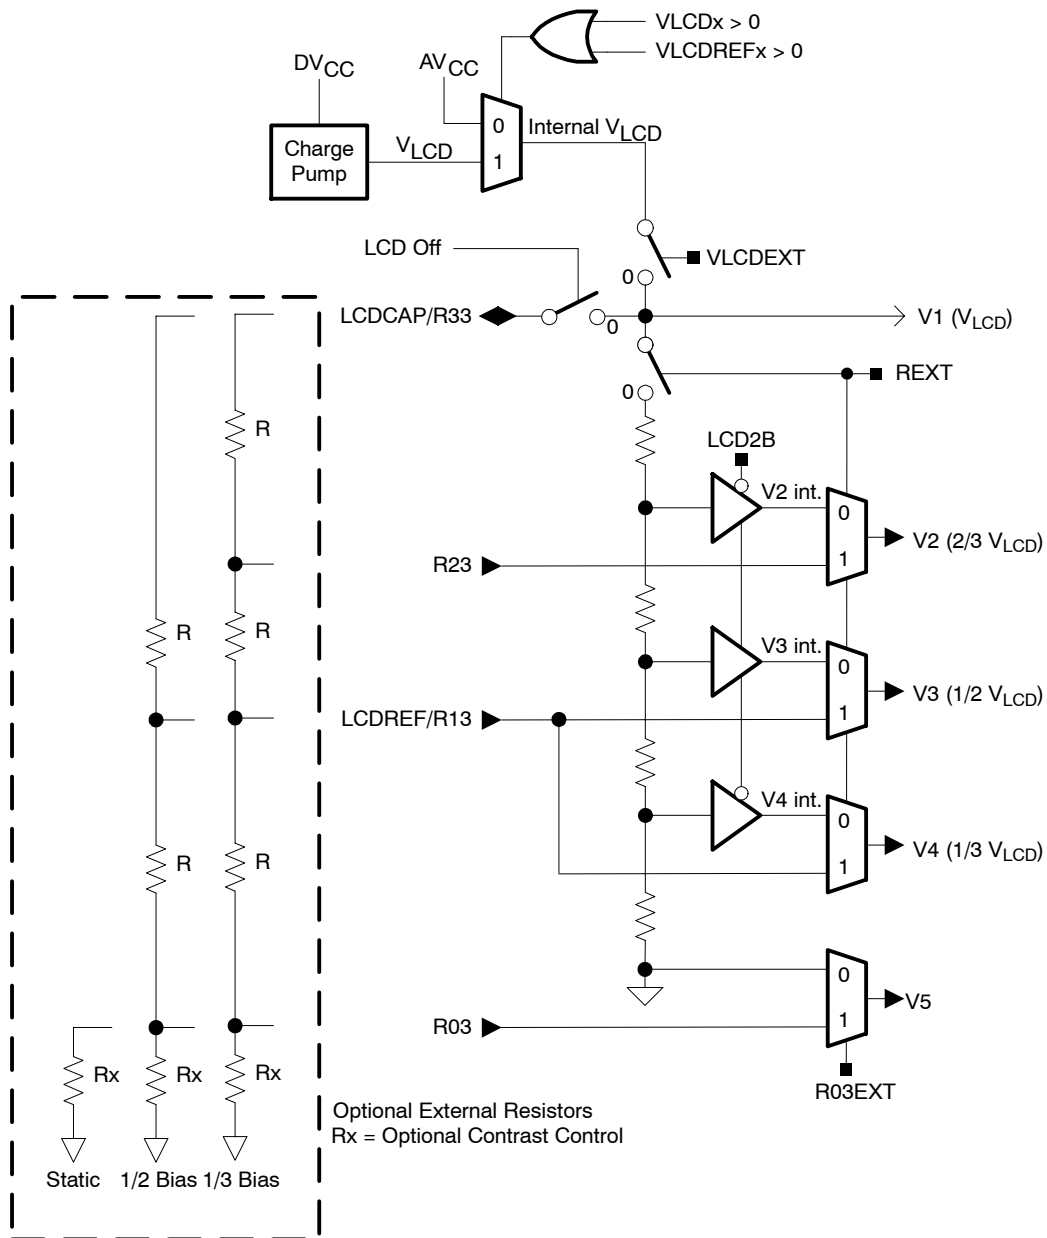 VLCDx > 0
VLCDREFx > 0
DVCC
AVCC
Charge
Pump
VLCD
0
1
Internal VLCD
LCD Off
VLCDEXT
0
LCDCAP/R33
0
V1 (VLCD)
REXT
0
R
LCD2B
V2 int.
0
1
V2 (2/3 VLCD)
R23
R
R
V3 int.
0
1
V3 (1/2 VLCD)
LCDREF/R13
V4 int.
0
1
V4 (1/3 VLCD)
R
R
0
1
V5
R03
R03EXT
Rx
Rx
Rx
Optional External Resistors
Rx = Optional Contrast Control
Static
1/2 Bias
1/3 Bias